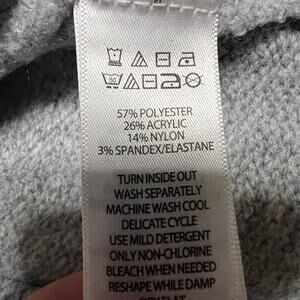 57% POLYESTER
26% ACRYLIC
14% NYLON
3% SPANDEX/ELASTANE
TURN INSIDE OUT
WASH SEPARATELY
MACHINE WASH COOL
DELICATE CYCLE
USE MILD DETERGENT
ONLY NON-CHLORINE
BLEACH WHEN NEEDED
RESHAPE WHILE DAMP